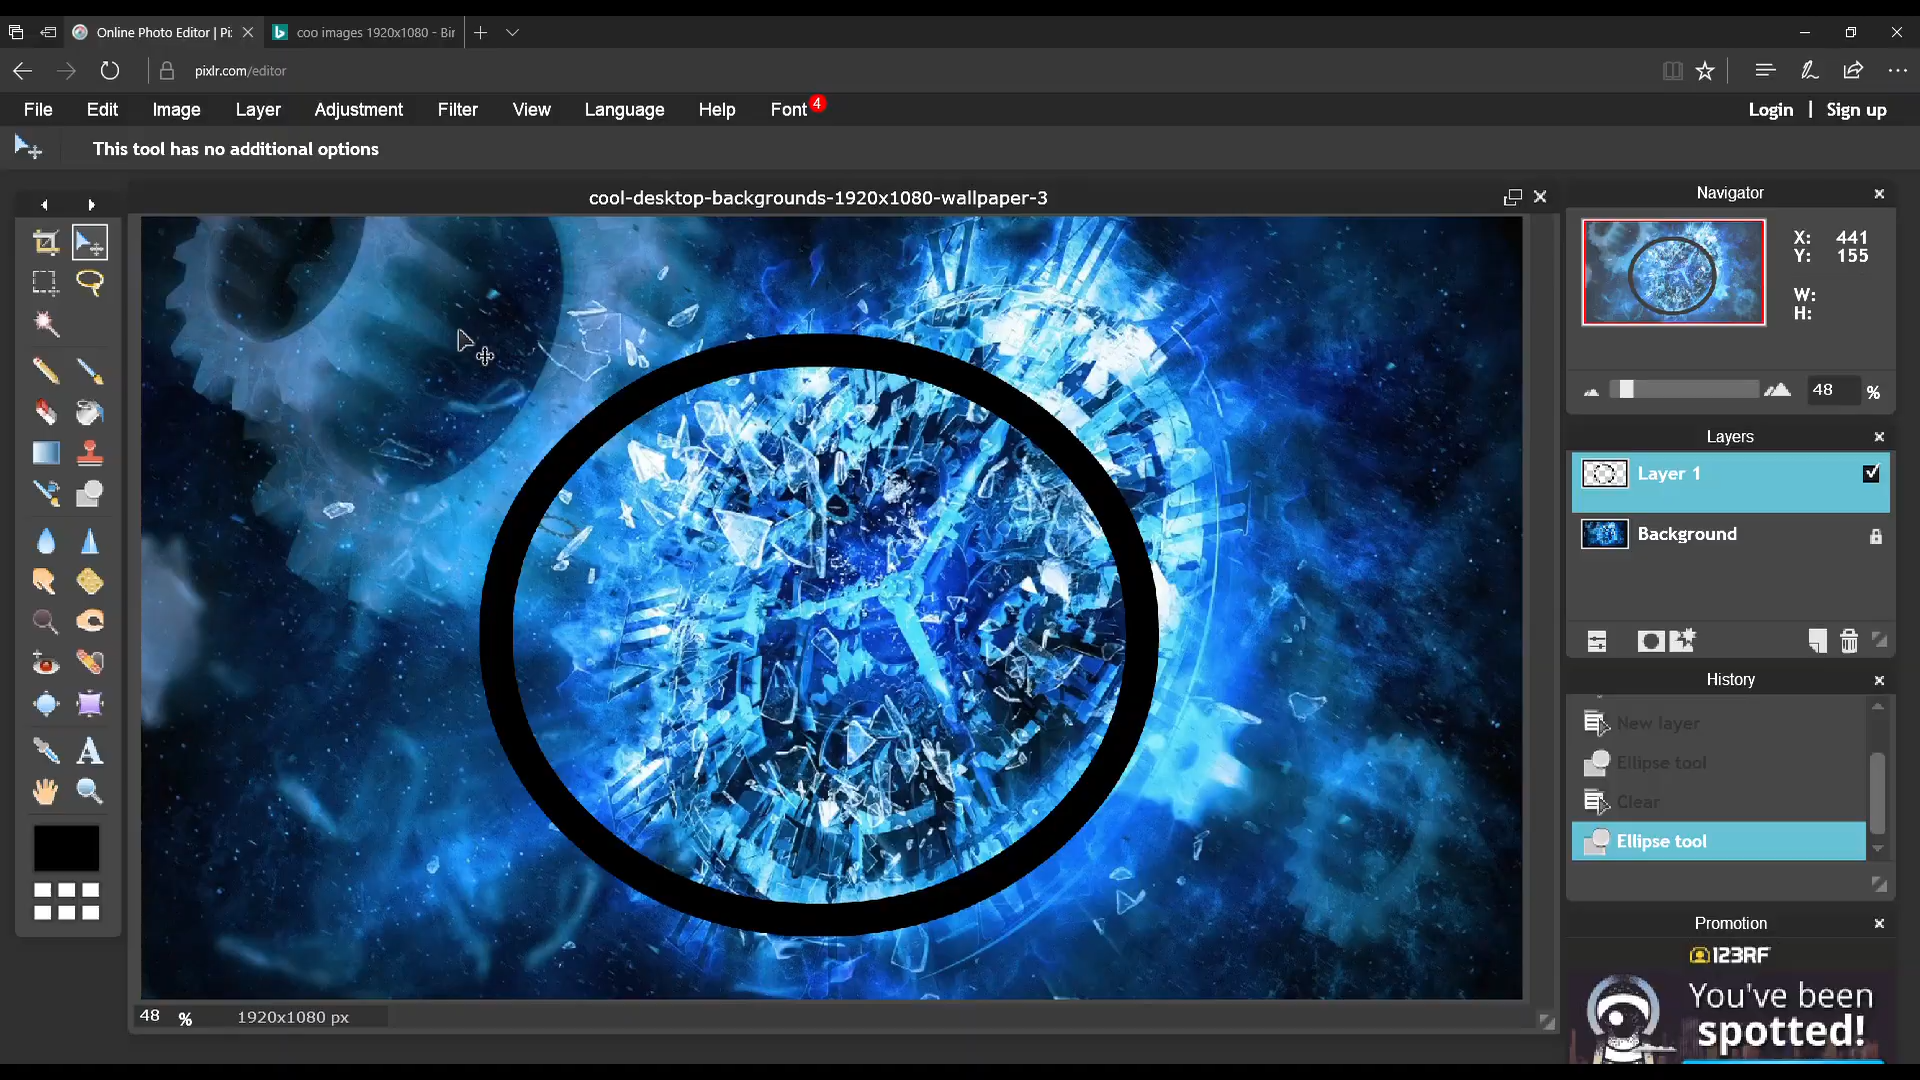 Online Photo Editor | Pi:
coo images 1920x1080 - Bir
pixlr.com/editor
File Edit Image Layer Adjustment Filter View Language Help Font 4
Login | Sign up
This tool has no additional options
cool-desktop-backgrounds-1920x1080-wallpaper-3
Navigator
X: 441
Y: 155
W:
H:
48 %
Layers
Layer 1
Background
History
New layer
Ellipse tool
Clear
Ellipse tool
Promotion
123RF
You've been
spotted!
48 % 1920x1080 px